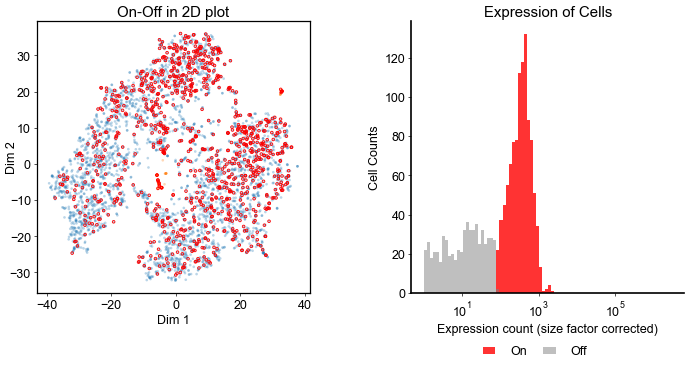 On-Off in 2D plot
Dim 2
40
30
20
10
0
−10
−20
−30
−40
−20
0
20
40
Dim 1
Expression of Cells
Cell Counts
120
100
80
60
40
20
0
10^1
10^3
10^5
Expression count (size factor corrected)
On
Off